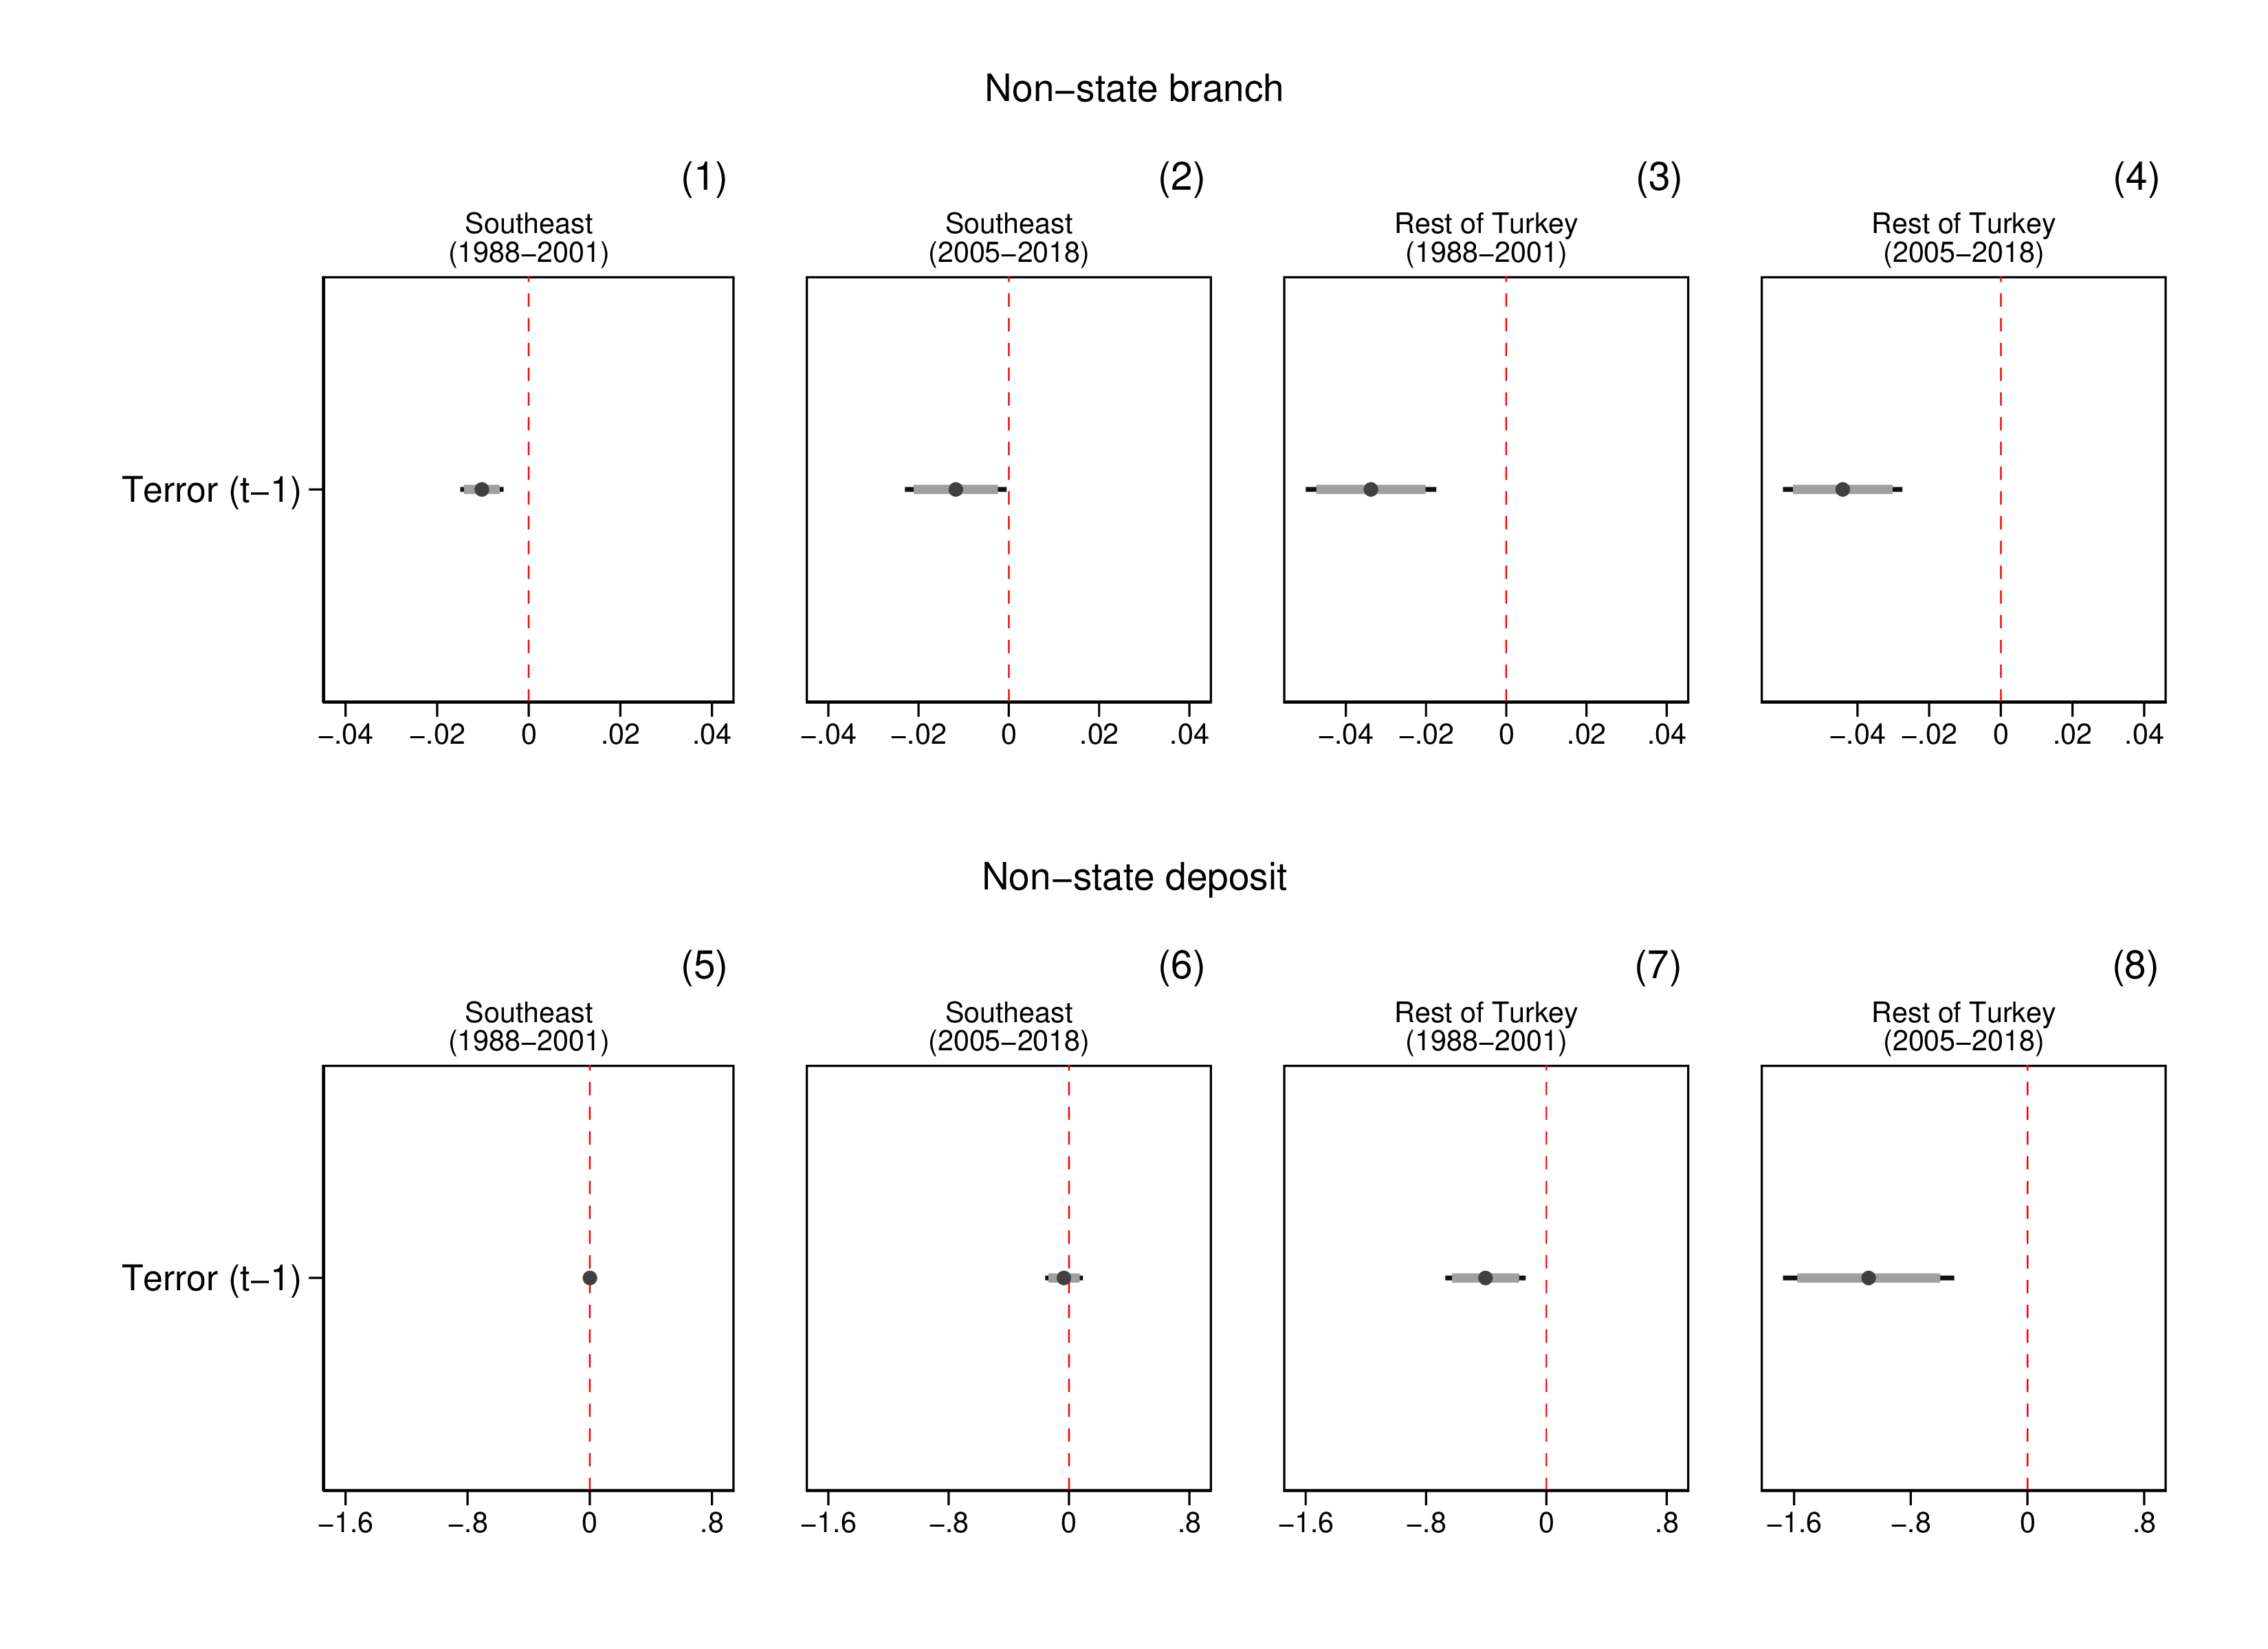 Non−state branch
(1) (2) (3) (4)
Southeast Southeast Rest of Turkey Rest of Turkey
(1988−2001) (2005−2018) (1988−2001) (2005−2018)
Terror (t−1)
−.04 −.02 0 .02 .04 −.04 −.02 0 .02 .04 −.04 −.02 0 .02 .04 −.04 −.02 0 .02 .04
Non−state deposit
(5) (6) (7) (8)
Southeast Southeast Rest of Turkey Rest of Turkey
(1988−2001) (2005−2018) (1988−2001) (2005−2018)
Terror (t−1)
−1.6 −.8 0 .8 −1.6 −.8 0 .8 −1.6 −.8 0 .8 −1.6 −.8 0 .8